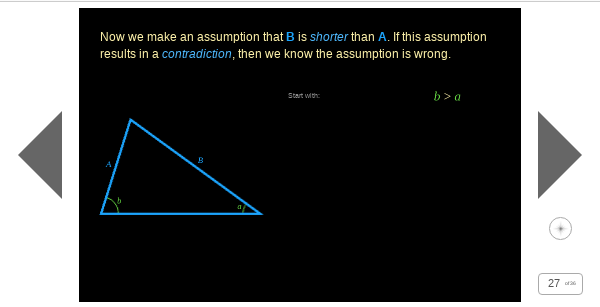 Now we make an assumption that B is shorter than A. If this assumption
results in a contradiction, then we know the assumption is wrong.
Start with:
b > a
A
B
b
a
27 of 36